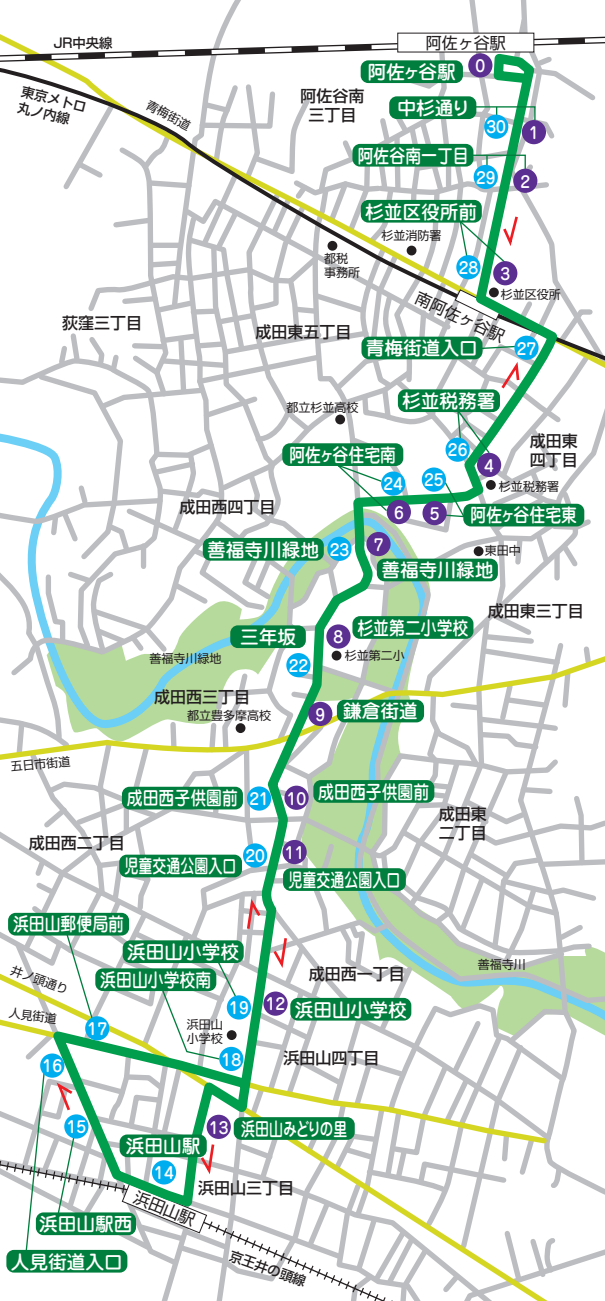 JR中央線
阿佐ヶ谷駅
阿佐ヶ谷駅
0
東京メトロ
丸ノ内線
青梅街道
阿佐谷南
三丁目
中杉通り
30
1
阿佐谷南一丁目
29
2
杉並区役所前
杉並消防署
都税
事務所
28
3
杉並区役所
南阿佐ケ谷駅
荻窪三丁目
成田東五丁目
青梅街道入口
27
杉並税務署
都立杉並高校
26
成田東
四丁目
阿佐ケ谷住宅南
4
24
25
杉並税務署
成田西四丁目
6
5
阿佐ケ谷住宅東
善福寺川緑地
23
7
善福寺川緑地
東田中
成田東三丁目
三年坂
8
杉並第二小学校
善福寺川緑地
22
杉並第二小
成田西三丁目
都立豊多摩高校
9
鎌倉街道
五日市街道
成田西子供園前
21
10
成田西子供園前
成田東
二丁目
成田西二丁目
児童交通公園入口
20
11
児童交通公園入口
浜田山郵便局前
浜田山小学校
井ノ頭通り
浜田山小学校南
成田西一丁目
善福寺川
人見街道
17
19
12
浜田山小学校
浜田山
小学校
18
浜田山四丁目
16
15
浜田山駅
13
浜田山みどりの里
14
浜田山三丁目
浜田山駅
浜田山駅西
人見街道入口
京王井の頭線